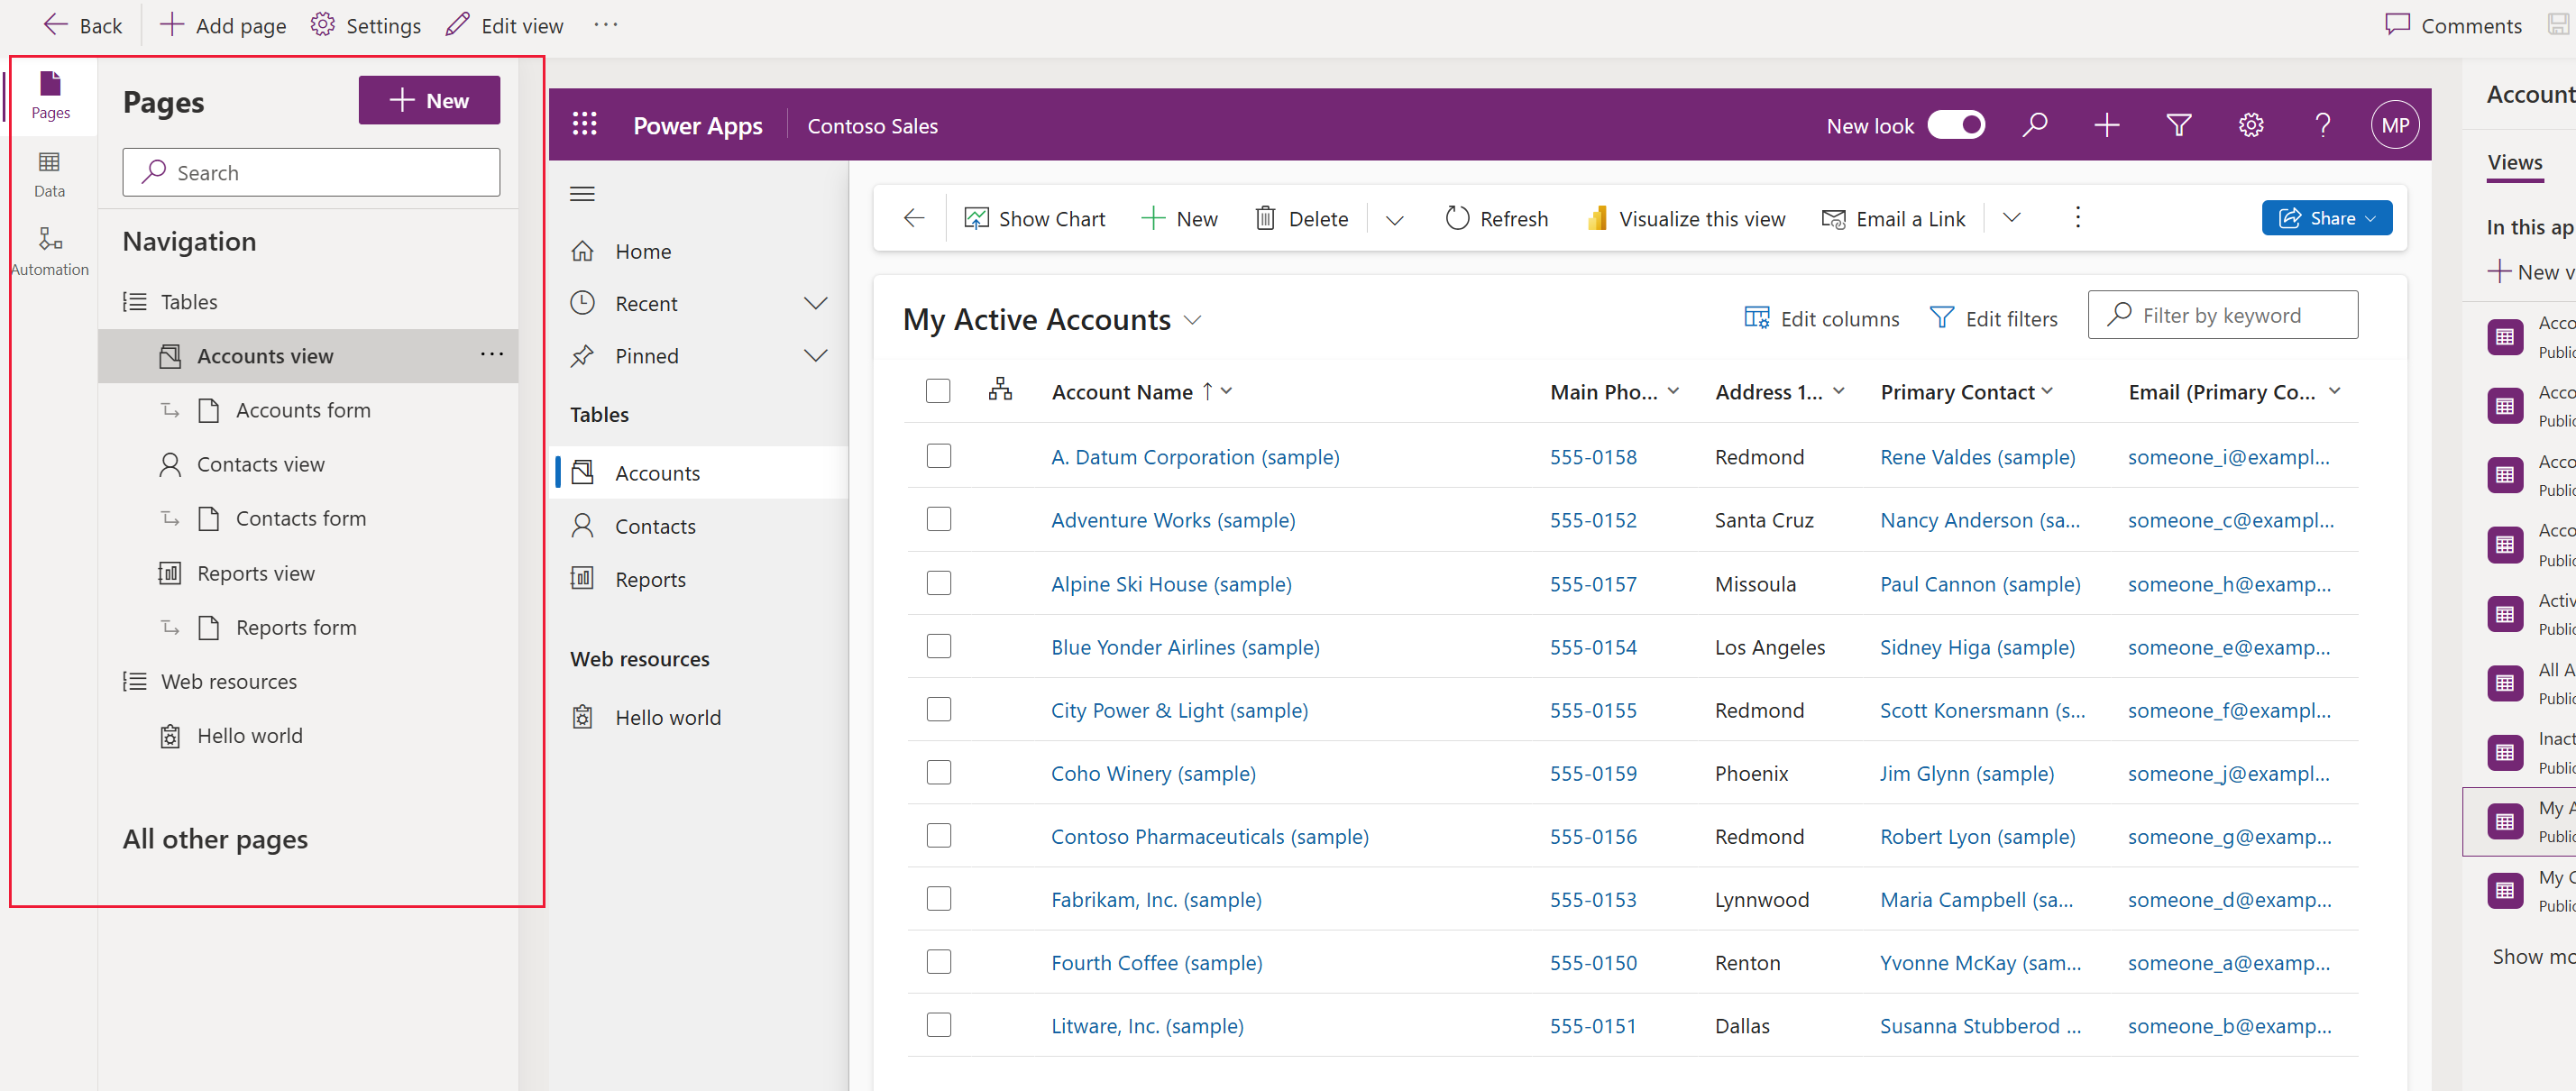 Back
Add page
Settings
Edit view
Comments
Pages
Data
Automation
Pages
New
Search
Navigation
Tables
Accounts view
Accounts form
Contacts view
Contacts form
Reports view
Reports form
Web resources
Hello world
All other pages
Power Apps
Contoso Sales
New look
MP
Home
Recent
Pinned
Tables
Accounts
Contacts
Reports
Web resources
Hello world
Show Chart
New
Delete
Refresh
Visualize this view
Email a Link
Share
My Active Accounts
Edit columns
Edit filters
Filter by keyword
Account Name ↑ Main Pho... Address 1... Primary Contact Email (Primary Co...
A. Datum Corporation (sample) 555-0158 Redmond Rene Valdes (sample) someone_i@exampl...
Adventure Works (sample) 555-0152 Santa Cruz Nancy Anderson (sa... someone_c@exampl...
Alpine Ski House (sample) 555-0157 Missoula Paul Cannon (sample) someone_h@examp...
Blue Yonder Airlines (sample) 555-0154 Los Angeles Sidney Higa (sample) someone_e@examp...
City Power & Light (sample) 555-0155 Redmond Scott Konersmann (s... someone_f@exampl...
Coho Winery (sample) 555-0159 Phoenix Jim Glynn (sample) someone_j@exampl...
Contoso Pharmaceuticals (sample) 555-0156 Redmond Robert Lyon (sample) someone_g@examp...
Fabrikam, Inc. (sample) 555-0153 Lynnwood Maria Campbell (sa... someone_d@examp...
Fourth Coffee (sample) 555-0150 Renton Yvonne McKay (sam... someone_a@examp...
Litware, Inc. (sample) 555-0151 Dallas Susanna Stubberod ... someone_b@examp...
Account
Views
In this ap
New v
Acco
Public
Acco
Public
Acco
Public
Acco
Public
Activ
Public
All A
Public
Inact
Public
My A
Public
My C
Public
Show mo